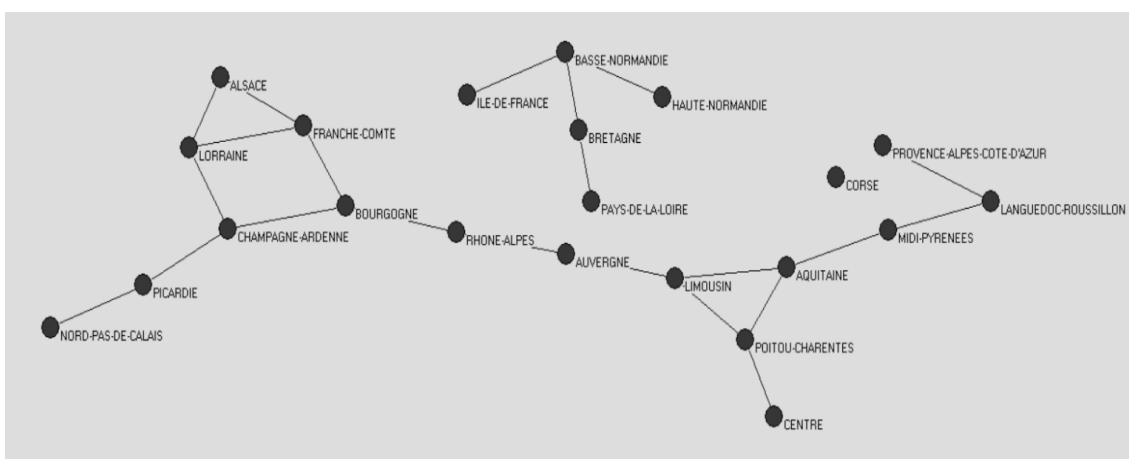 BASSE-NORMANDIE
ALSACE
ILE-DE-FRANCE
HAUTE-NORMANDIE
FRANCHE-COMTE
BRETAGNE
LORRAINE
PROVENCE-ALPES-COTE-D'AZUR
CORSE
BOURGOGNE
PAYS-DE-LA-LOIRE
LANGUEDOC-ROUSSILLON
CHAMPAGNE-ARDENNE
RHONE-ALPES
MIDI-PYRENEES
AUVERGNE
AQUITAINE
LIMOUSIN
PICARDIE
NORD-PAS-DE-CALAIS
POITOU-CHARENTES
CENTRE